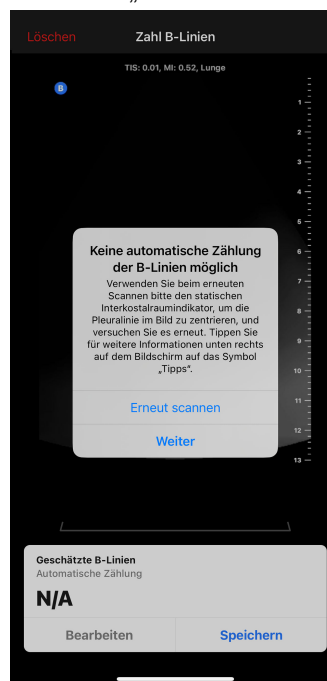 Löschen
Zahl B-Linien
TIS: 0.01, MI: 0.52, Lunge
B
1
2
3
4
5
6
7
8
9
10
11
12
13
Keine automatische Zählung
der B-Linien möglich
Verwenden Sie beim erneuten
Scannen bitte den statischen
Interkostalraumindikator, um die
Pleuralinie im Bild zu zentrieren, und
versuchen Sie es erneut. Tippen Sie
für weitere Informationen unten rechts
auf dem Bildschirm auf das Symbol
„Tipps“.
Erneut scannen
Weiter
Geschätzte B-Linien
Automatische Zählung
N/A
Bearbeiten
Speichern